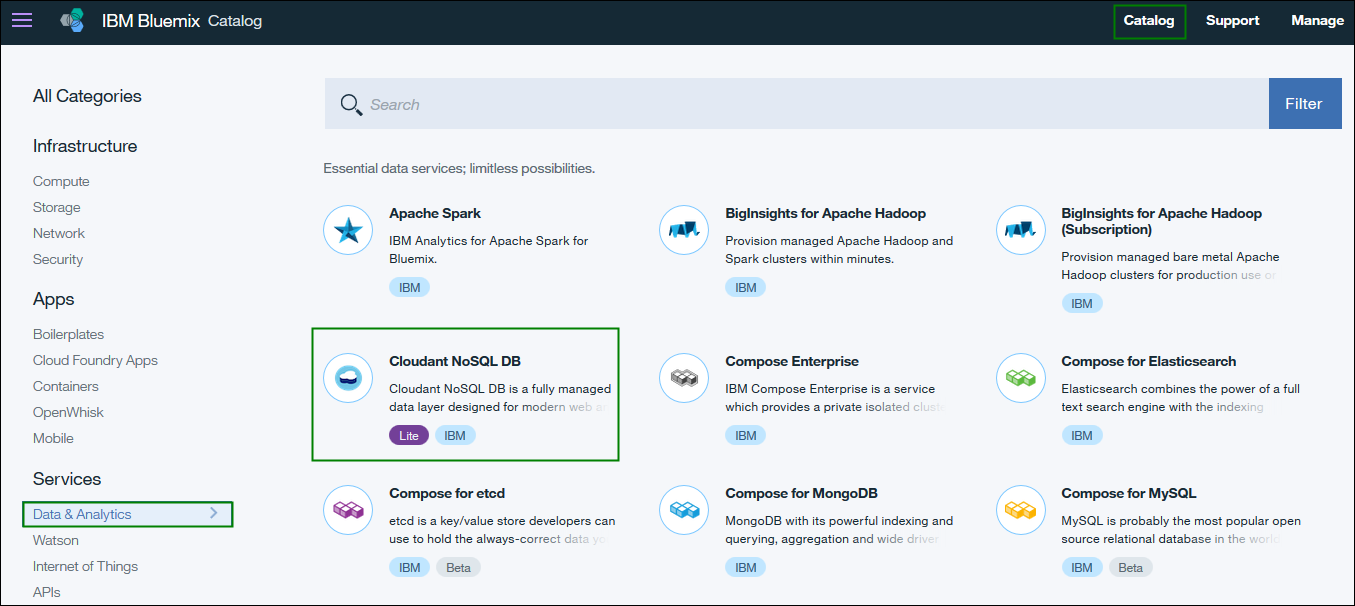 IBM Bluemix Catalog
Catalog Support Manage
All Categories
Infrastructure
Compute
Storage
Network
Security
Apps
Boilerplates
Cloud Foundry Apps
Containers
OpenWhisk
Mobile
Services
Data & Analytics
Watson
Internet of Things
APIs
Search
Filter
Essential data services; limitless possibilities.
Apache Spark
IBM Analytics for Apache Spark for
Bluemix.
IBM
BigInsights for Apache Hadoop
Provision managed Apache Hadoop and
Spark clusters within minutes.
IBM
BigInsights for Apache Hadoop
(Subscription)
Provision managed bare metal Apache
Hadoop clusters for production use or
IBM
Cloudant NoSQL DB
Cloudant NoSQL DB is a fully managed
data layer designed for modern web
Lite IBM
Compose Enterprise
IBM Compose Enterprise is a service
which provides a private isolated
IBM
Compose for Elasticsearch
Elasticsearch combines the power of a full
text search engine with the indexing
IBM
Compose for etcd
etcd is a key/value store developers can
use to hold the always-correct data
IBM Beta
Compose for MongoDB
MongoDB with its powerful indexing and
querying, aggregation and wide driver
IBM
Compose for MySQL
MySQL is probably the most popular open
source relational database in the world
IBM Beta